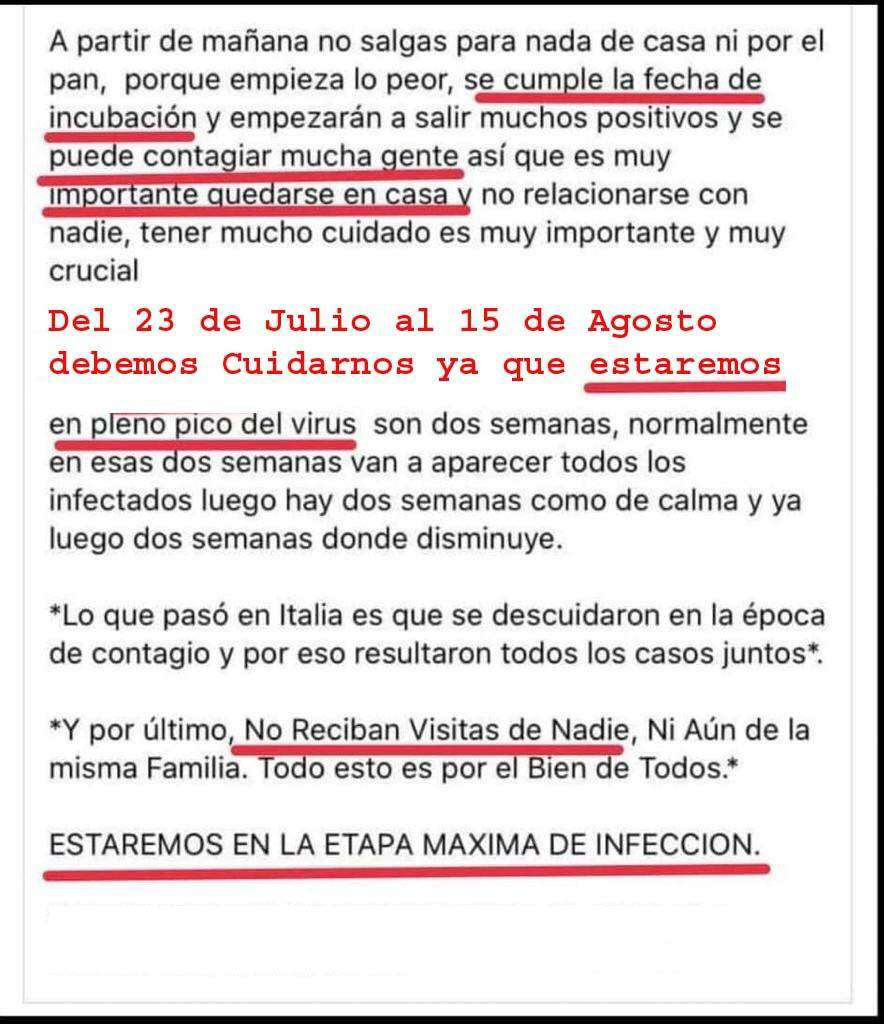 A partir de mañana no salgas para nada de casa ni por el
pan, porque empieza lo peor, se cumple la fecha de
incubación y empezarán a salir muchos positivos y se
puede contagiar mucha gente así que es muy
importante quedarse en casa y no relacionarse con
nadie, tener mucho cuidado es muy importante y muy
crucial
Del 23 de Julio al 15 de Agosto
debemos Cuidarnos ya que estaremos
en pleno pico del virus son dos semanas, normalmente
en esas dos semanas van a aparecer todos los
infectados luego hay dos semanas como de calma y ya
luego dos semanas donde disminuye.
*Lo que pasó en Italia es que se descuidaron en la época
de contagio y por eso resultaron todos los casos juntos*.
*Y por último, No Reciban Visitas de Nadie, Ni Aún de la
misma Familia. Todo esto es por el Bien de Todos.*
ESTAREMOS EN LA ETAPA MAXIMA DE INFECCION.